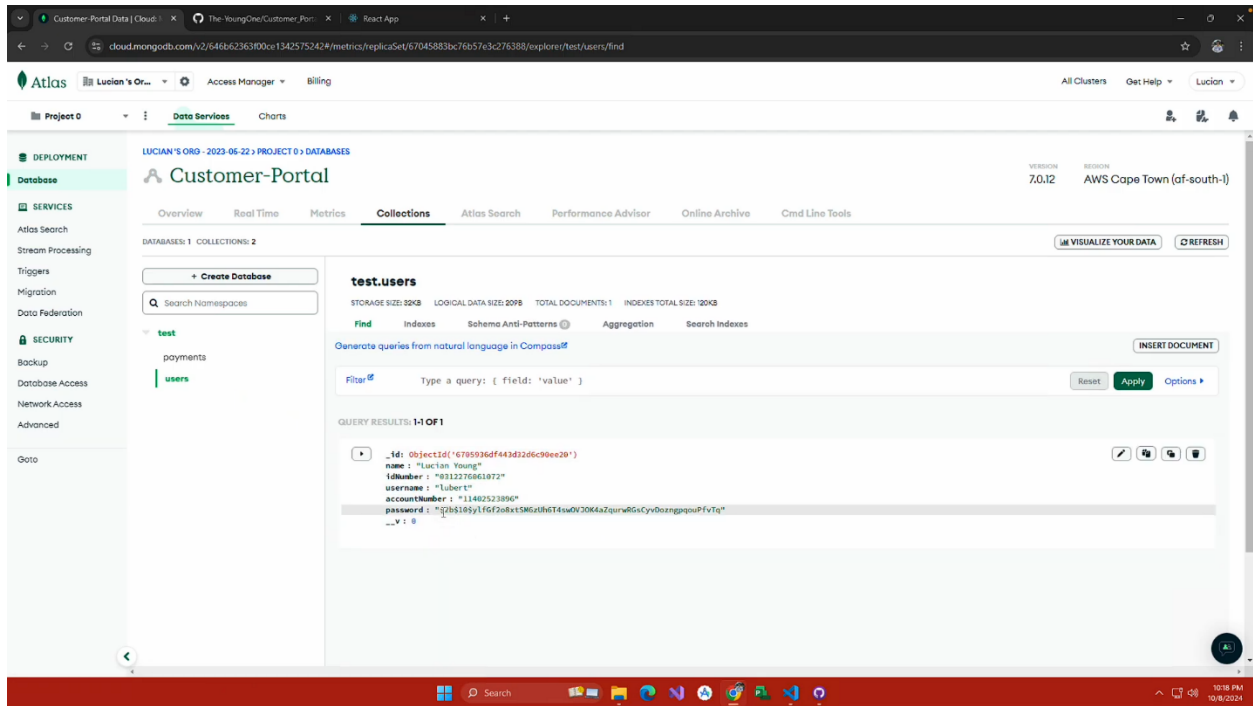 Customer-Portal Data | Cloud:
The-YoungOne/Customer_Port
React App
cloud.mongodb.com/v2/646b62363f00ce1342575242#/metrics/replicaSet/67045883bc76b57e3c276388/explorer/test/users/find
Atlas
Lucian 's Or...
Access Manager
Billing
All Clusters
Get Help
Lucian
Project 0
Data Services
Charts
DEPLOYMENT
Database
SERVICES
Atlas Search
Stream Processing
Triggers
Migration
Data Federation
SECURITY
Backup
Database Access
Network Access
Advanced
Goto
LUCIAN'S ORG - 2023-05-22 > PROJECT 0 > DATABASES
Customer-Portal
VERSION
7.0.12
REGION
AWS Cape Town (af-south-1)
Overview
Real Time
Metrics
Collections
Atlas Search
Performance Advisor
Online Archive
Cmd Line Tools
DATABASES: 1 COLLECTIONS: 2
VISUALIZE YOUR DATA
REFRESH
+ Create Database
Search Namespaces
test
payments
users
test.users
STORAGE SIZE: 32KB LOGICAL DATA SIZE: 209B TOTAL DOCUMENTS: 1 INDEXES TOTAL SIZE: 120KB
Find
Indexes
Schema Anti-Patterns 0
Aggregation
Search Indexes
Generate queries from natural language in Compass
INSERT DOCUMENT
Filter
Type a query: { field: 'value' }
Reset
Apply
Options
QUERY RESULTS: 1-1 OF 1
_id: ObjectId('6705936df443d32d6c90ee20')
name : "Lucian Young"
idNumber : "0312276061072"
username : "lubert"
accountNumber : "11402523896"
password :
__v : 0
Search
10:18 PM
10/8/2024